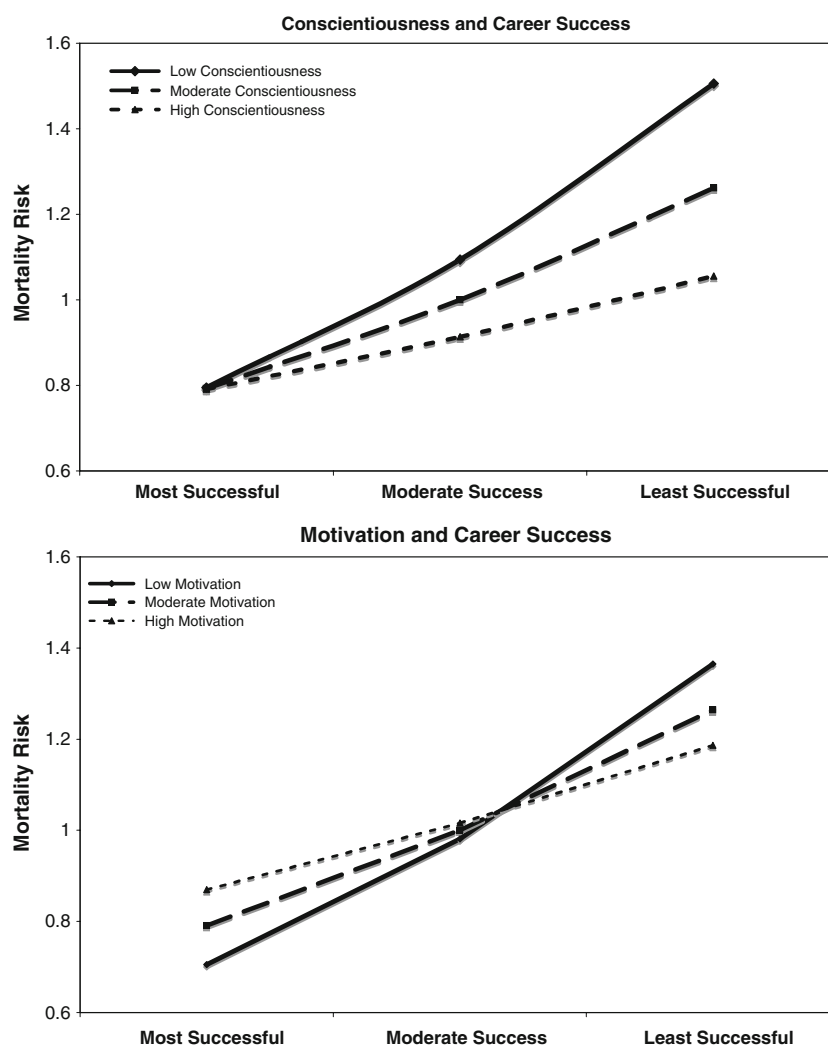 Conscientiousness and Career Success
1.6
Low Conscientiousness
Moderate Conscientiousness
High Conscientiousness
1.4
1.2
1
0.8
0.6
Mortality Risk
Most Successful Moderate Success Least Successful
Motivation and Career Success
1.6
Low Motivation
Moderate Motivation
High Motivation
1.4
1.2
1
0.8
0.6
Mortality Risk
Most Successful Moderate Success Least Successful